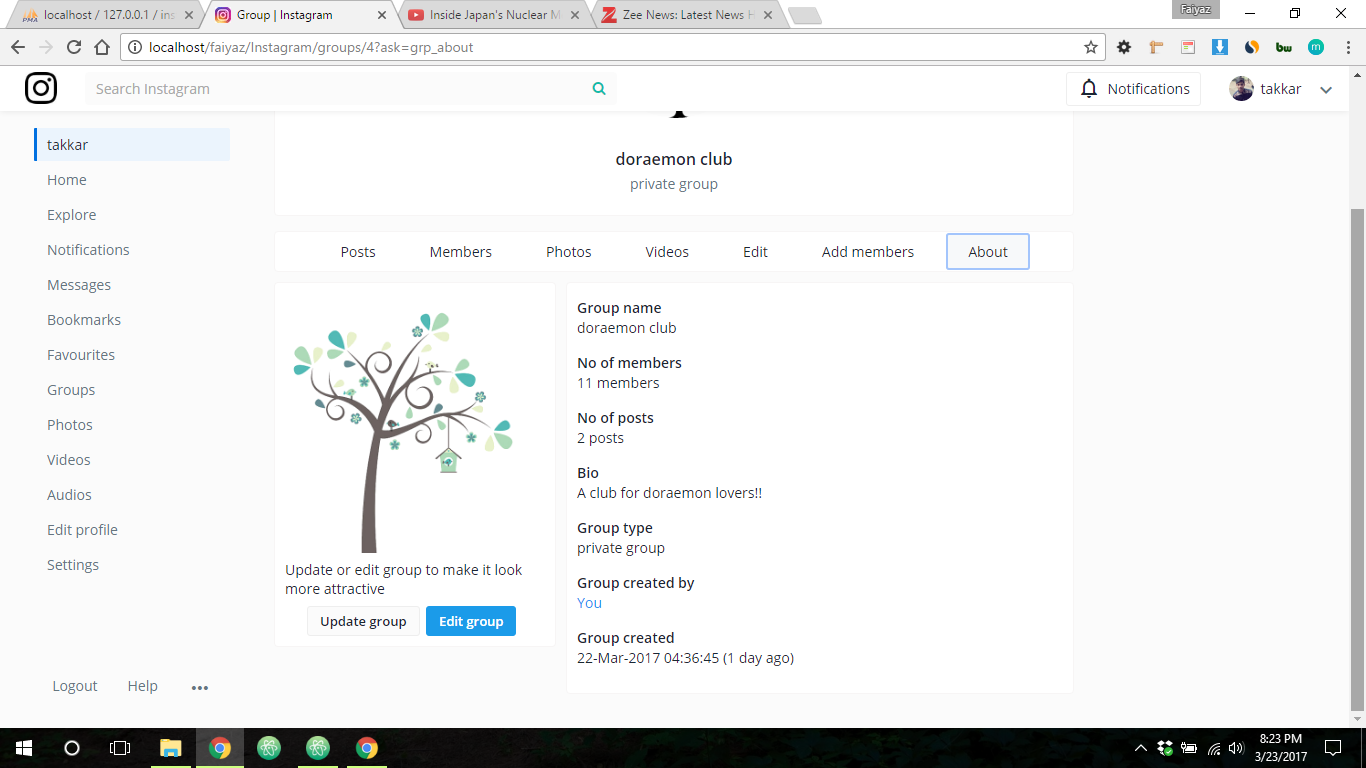 localhost / 127.0.0.1 / ins
Group | Instagram
Inside Japan's Nuclear M
Zee News: Latest News H
Faiyaz
localhost/faiyaz/Instagram/groups/4?ask=grp_about
Search Instagram
Notifications
takkar
takkar
Home
Explore
Notifications
Messages
Bookmarks
Favourites
Groups
Photos
Videos
Audios
Edit profile
Settings
Logout Help
doraemon club
private group
Posts Members Photos Videos Edit Add members About
Update or edit group to make it look
more attractive
Update group Edit group
Group name
doraemon club
No of members
11 members
No of posts
2 posts
Bio
A club for doraemon lovers!!
Group type
private group
Group created by
You
Group created
22-Mar-2017 04:36:45 (1 day ago)
8:23 PM
3/23/2017